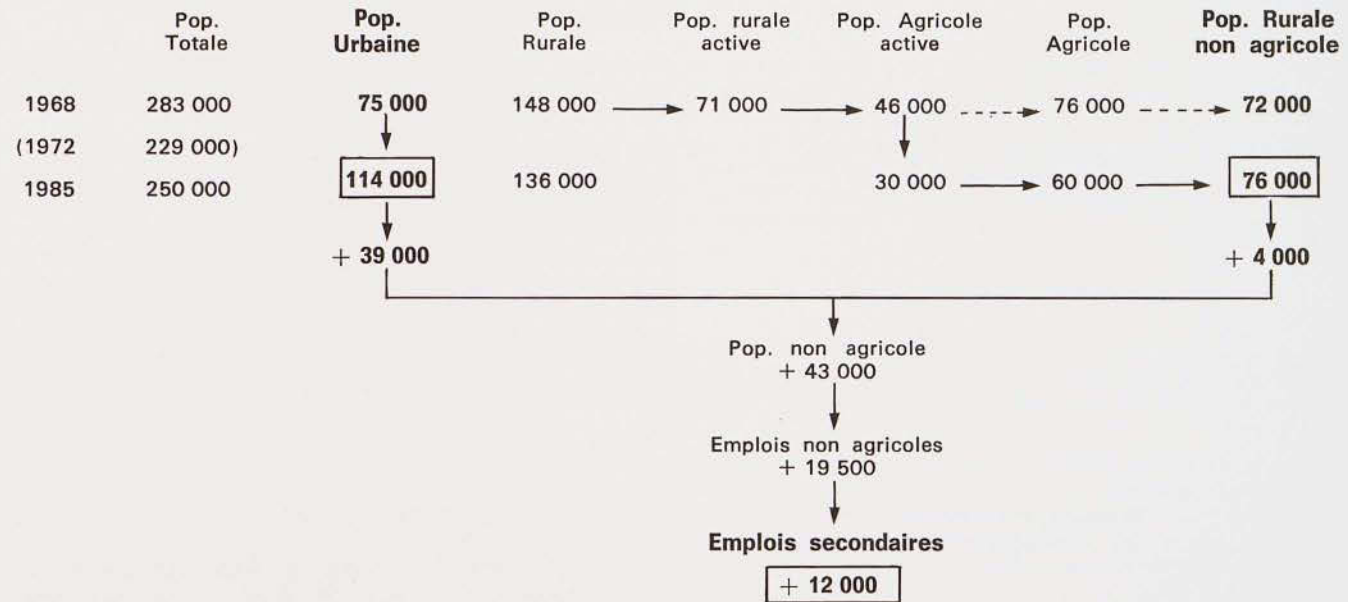 Pop. Totale Pop. Urbaine Pop. Rurale Pop. rurale active Pop. Agricole active Pop. Agricole Pop. Rurale non agricole
1968 283 000 75 000 148 000 71 000 46 000 76 000 72 000
(1972 229 000)
1985 250 000 114 000 136 000 30 000 60 000 76 000
+ 39 000 + 4 000
Pop. non agricole
+ 43 000
Emplois non agricoles
+ 19 500
Emplois secondaires
+ 12 000